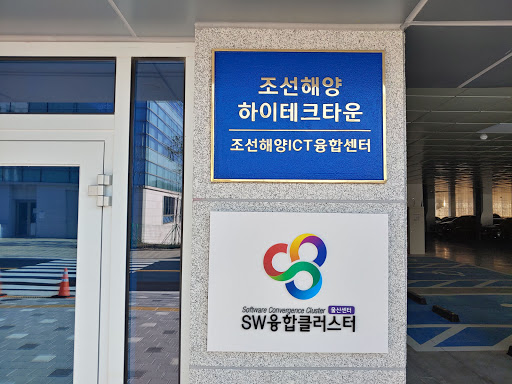 조선해양
하이테크타운
조선해양ICT융합센터
Software Convergence Cluster 울산센터
SW융합클러스터